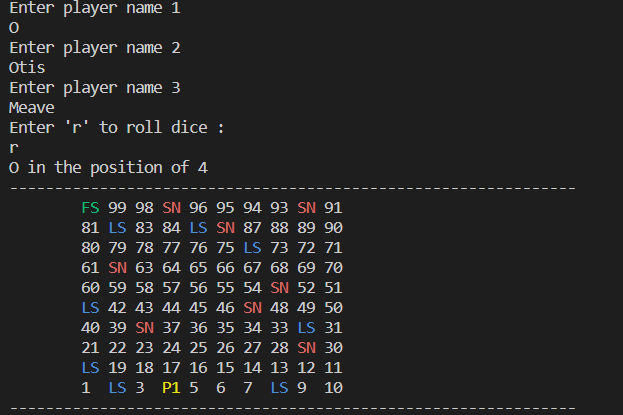 Enter player name 1
O
Enter player name 2
Otis
Enter player name 3
Meave
Enter 'r' to roll dice :
r
O in the position of 4
---------------------------------------------------------------
FS 99 98 SN 96 95 94 93 SN 91
81 LS 83 84 LS SN 87 88 89 90
80 79 78 77 76 75 LS 73 72 71
61 SN 63 64 65 66 67 68 69 70
60 59 58 57 56 55 54 SN 52 51
LS 42 43 44 45 46 SN 48 49 50
40 39 SN 37 36 35 34 33 LS 31
21 22 23 24 25 26 27 28 SN 30
LS 19 18 17 16 15 14 13 12 11
1 LS 3 P1 5 6 7 LS 9 10
---------------------------------------------------------------